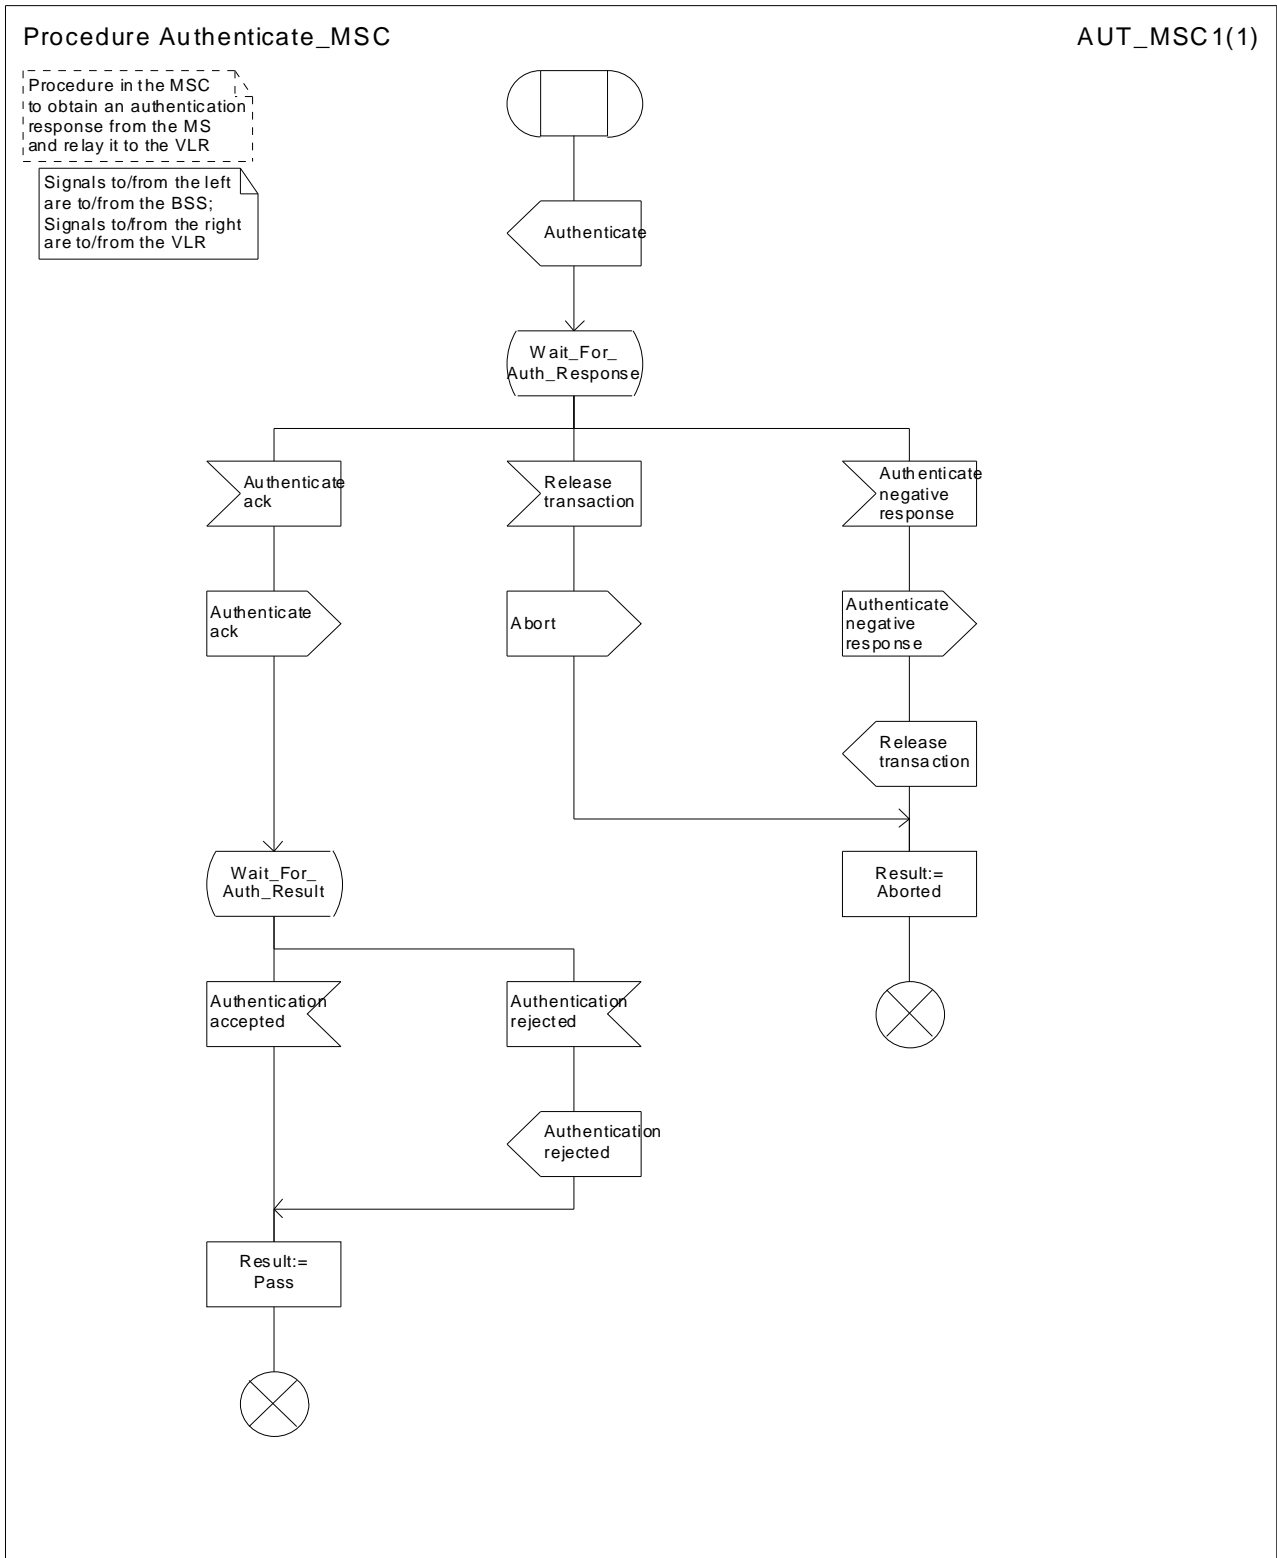 Procedure Authenticate_MSC
AUT_MSC1(1)
Procedure in the MSC
to obtain an authentication
response from the MS
and relay it to the VLR
Signals to/from the left
are to/from the BSS;
Signals to/from the right
are to/from the VLR
Authenticate
Wait_For_
Auth_Response
Authenticate
ack
Release
transaction
Authenticate
negative
response
Authenticate
ack
Abort
Authenticate
negative
response
Release
transaction
Wait_For_
Auth_Result
Result:=
Aborted
Authentication
accepted
Authentication
rejected
Authentication
rejected
Result:=
Pass